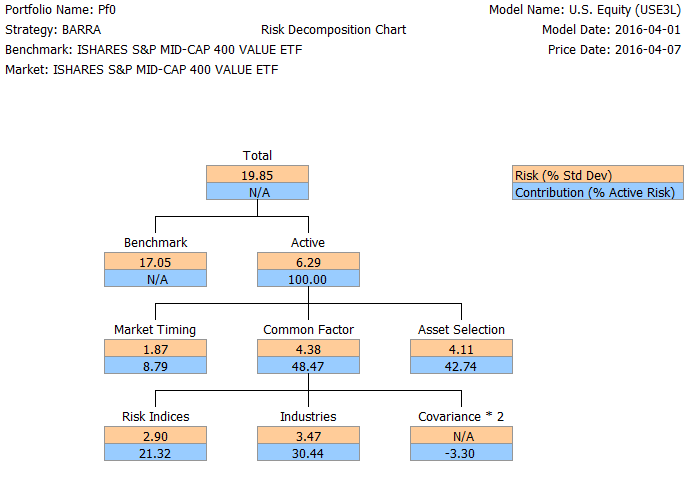 Portfolio Name: Pf0 Model Name: U.S. Equity (USE3L)
Strategy: BARRA Risk Decomposition Chart Model Date: 2016-04-01
Benchmark: ISHARES S&P MID-CAP 400 VALUE ETF Price Date: 2016-04-07
Market: ISHARES S&P MID-CAP 400 VALUE ETF
Total
19.85 Risk (% Std Dev)
N/A Contribution (% Active Risk)
Benchmark Active
17.05 6.29
N/A 100.00
Market Timing Common Factor Asset Selection
1.87 4.38 4.11
8.79 48.47 42.74
Risk Indices Industries Covariance * 2
2.90 3.47 N/A
21.32 30.44 -3.30